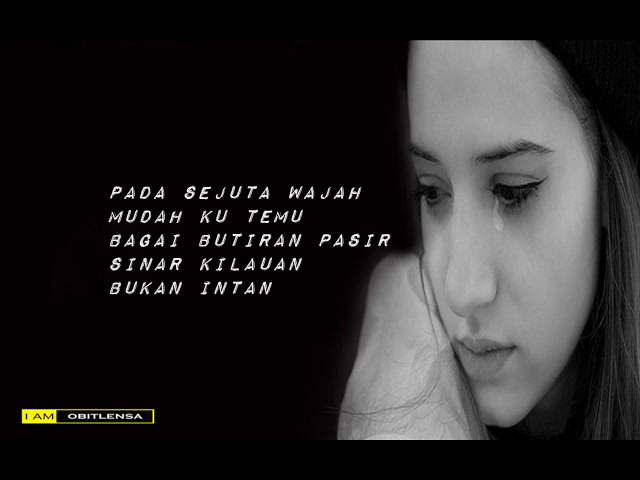 PADA SEJUTA WAJAH
MUDAH KU TEMU
BAGAI BUTIRAN PASIR
SINAR KILAUAN
BUKAN INTAN
I AM OBITLENSA